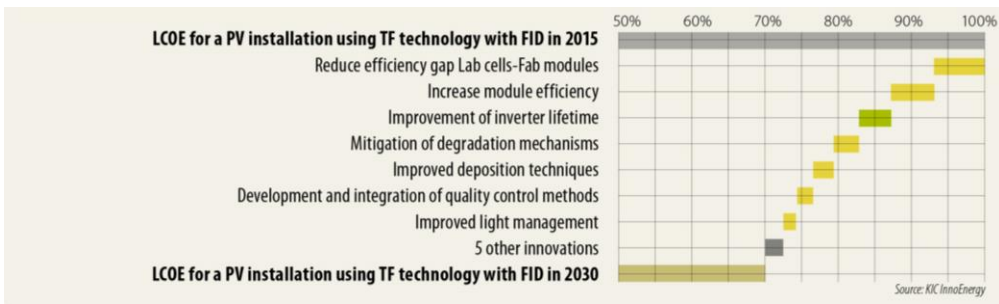 50% 60% 70% 80% 90% 100%
LCOE for a PV installation using TF technology with FID in 2015
Reduce efficiency gap Lab cells-Fab modules
Increase module efficiency
Improvement of inverter lifetime
Mitigation of degradation mechanisms
Improved deposition techniques
Development and integration of quality control methods
Improved light management
5 other innovations
LCOE for a PV installation using TF technology with FID in 2030
Source: KIC InnoEnergy